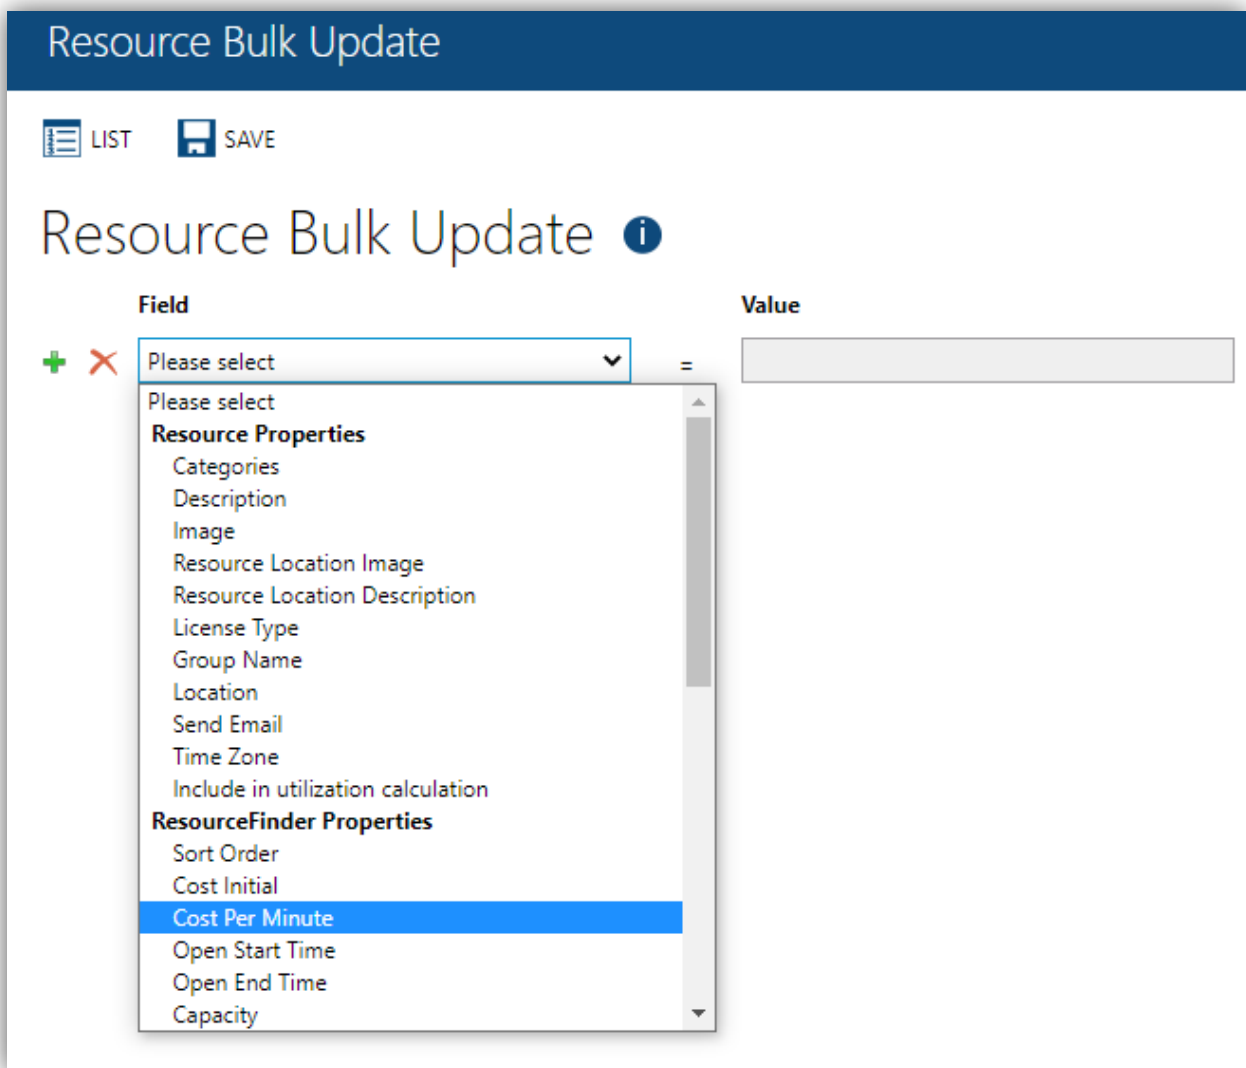 Resource Bulk Update
LIST SAVE
Resource Bulk Update i
Field Value
Please select =
Please select
Resource Properties
Categories
Description
Image
Resource Location Image
Resource Location Description
License Type
Group Name
Location
Send Email
Time Zone
Include in utilization calculation
ResourceFinder Properties
Sort Order
Cost Initial
Cost Per Minute
Open Start Time
Open End Time
Capacity